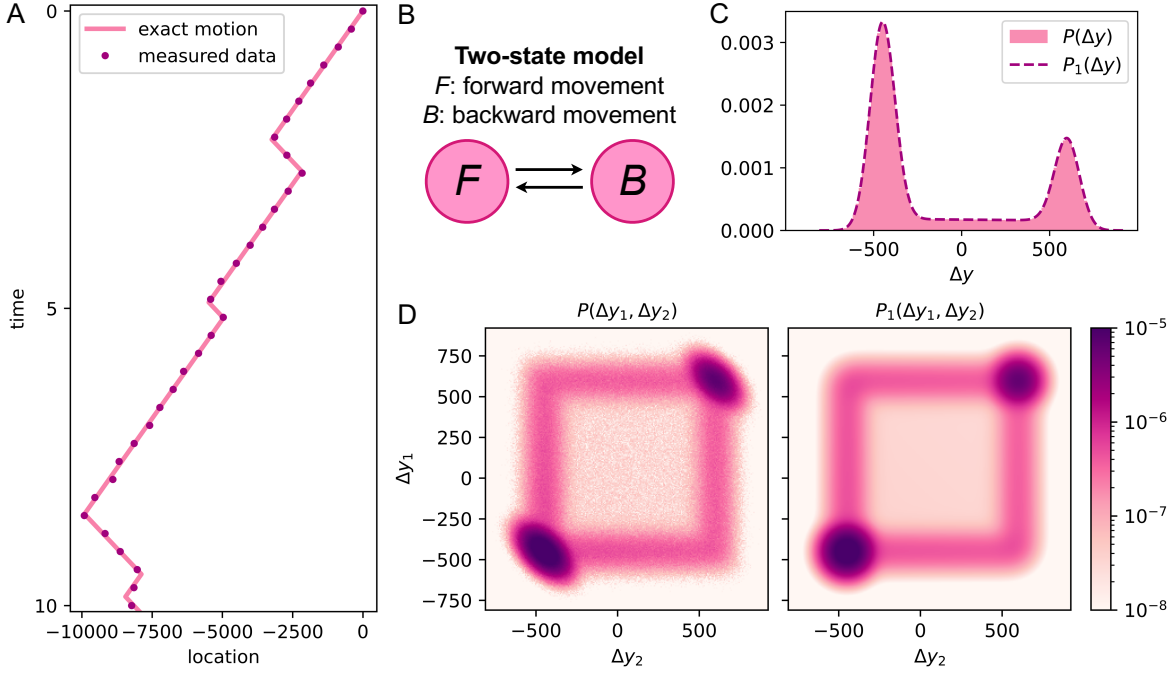 A
0
5
10
time
−10000 −7500 −5000 −2500 0
location
exact motion
measured data
B
Two-state model
F: forward movement
B: backward movement
F
B
C
0.003
0.002
0.001
0.000
−500 0 500
Δy
P(Δy)
P₁(Δy)
D
P(Δy₁, Δy₂)
P₁(Δy₁, Δy₂)
750
500
250
0
−250
−500
−750
Δy₁
−500 0 500
Δy₂
−500 0 500
Δy₂
10⁻⁵
10⁻⁶
10⁻⁷
10⁻⁸